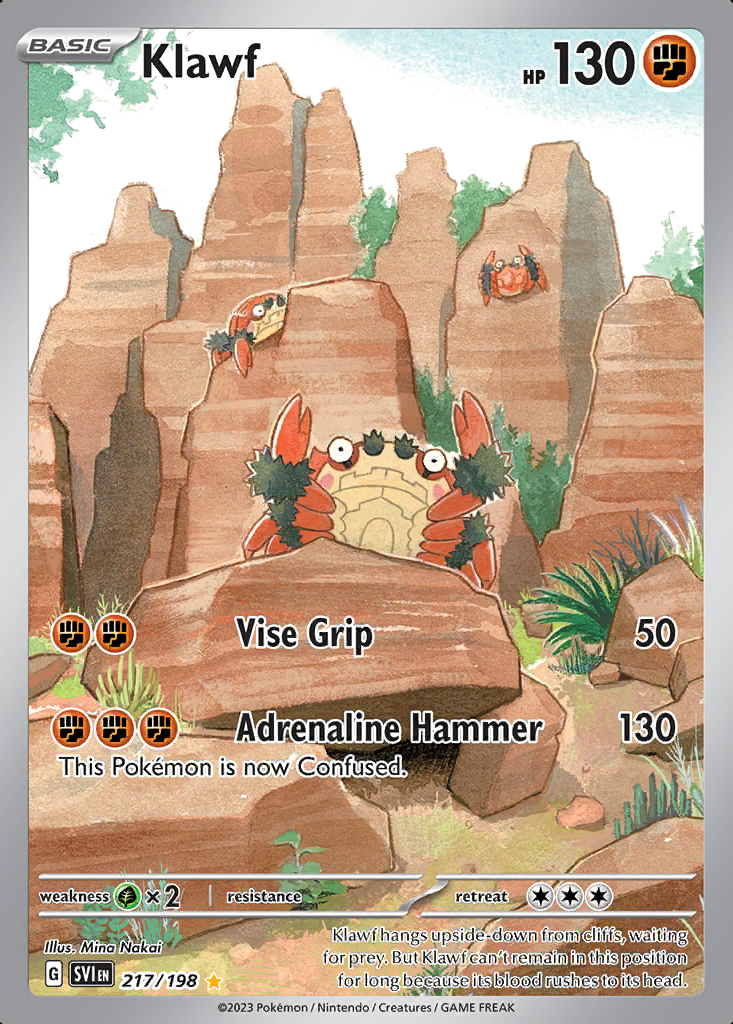 BASIC Klawf HP 130
Vise Grip 50
Adrenaline Hammer 130
This Pokémon is now Confused.
weakness ×2 resistance retreat
Illus. Mina Nakai
Klawf hangs upside-down from cliffs, waiting
for prey. But Klawf can't remain in this position
for long because its blood rushes to its head.
G SVI EN 217/198
©2023 Pokémon / Nintendo / Creatures / GAME FREAK